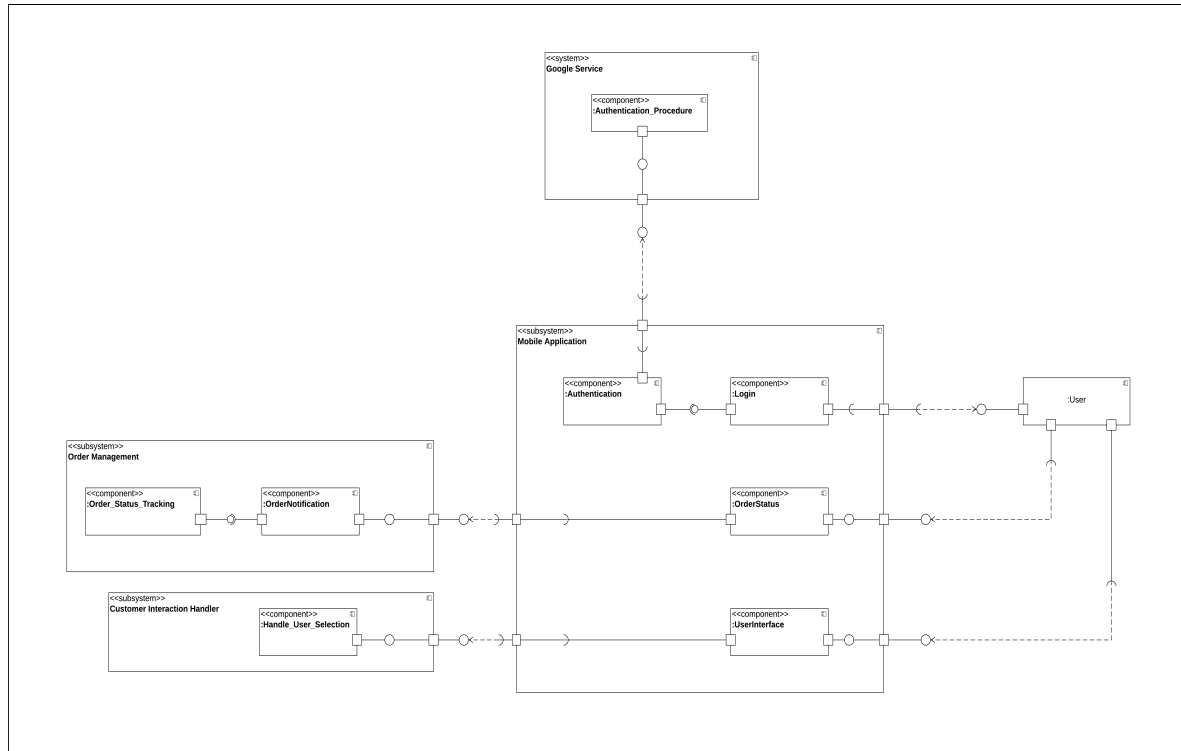 <<system>>
Google Service
<<component>>
:Authentication_Procedure
<<subsystem>>
Mobile Application
<<component>>
:Authentication
<<component>>
:Login
:User
<<subsystem>>
Order Management
<<component>>
:Order_Status_Tracking
<<component>>
:OrderNotification
<<component>>
:OrderStatus
<<subsystem>>
Customer Interaction Handler
<<component>>
:Handle_User_Selection
<<component>>
:UserInterface